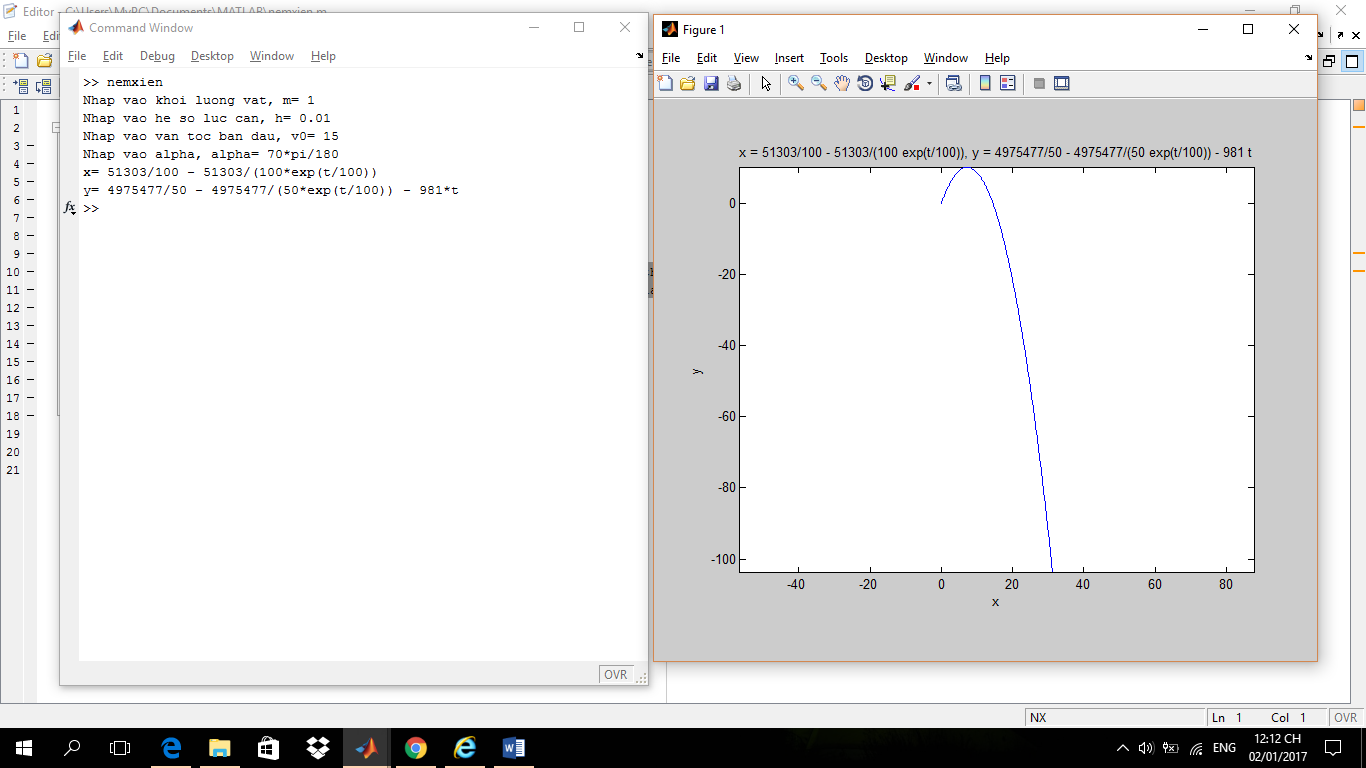 Editor - C:\Users\MyPC\Documents\MATLAB\nemxien.m
File
Command Window
File Edit Debug Desktop Window Help
>> nemxien
Nhap vao khoi luong vat, m= 1
Nhap vao he so luc can, h= 0.01
Nhap vao van toc ban dau, v0= 15
Nhap vao alpha, alpha= 70*pi/180
x= 51303/100 - 51303/(100*exp(t/100))
y= 4975477/50 - 4975477/(50*exp(t/100)) - 981*t
fx >>
OVR
1
2
3
4
5
6
7
8
9
10
11
12
13
14
15
16
17
18
19
20
21
Figure 1
File Edit View Insert Tools Desktop Window Help
x = 51303/100 - 51303/(100 exp(t/100)), y = 4975477/50 - 4975477/(50 exp(t/100)) - 981 t
0
-20
-40
-60
-80
-100
y
-40 -20 0 20 40 60 80
x
NX Ln 1 Col 1 OVR
ENG
12:12 CH
02/01/2017